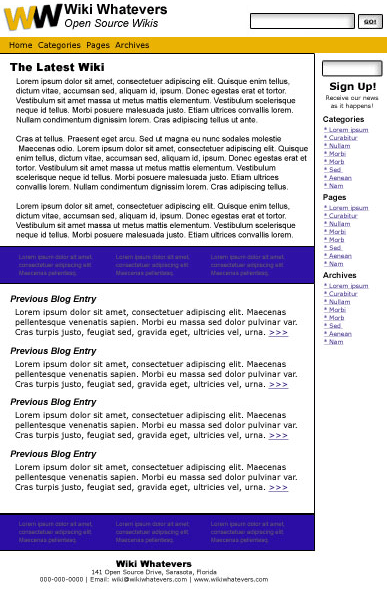 WW Wiki Whatevers
Open Source Wikis
GO!
Home Categories Pages Archives
The Latest Wiki
Lorem ipsum dolor sit amet, consectetuer adipiscing elit. Quisque enim tellus,
dictum vitae, accumsan sed, aliquam id, ipsum. Donec egestas erat et tortor.
Vestibulum sit amet massa ut metus mattis elementum. Vestibulum scelerisque
neque id tellus. Morbi posuere malesuada justo. Etiam ultrices convallis lorem.
Nullam condimentum dignissim lorem. Cras adipiscing tellus ut ante.
Cras at tellus. Praesent eget arcu. Sed ut magna eu nunc sodales molestie
Maecenas odio. Lorem ipsum dolor sit amet, consectetuer adipiscing elit. Quisque
enim tellus, dictum vitae, accumsan sed, aliquam id, ipsum. Donec egestas erat et
tortor. Vestibulum sit amet massa ut metus mattis elementum. Vestibulum
scelerisque neque id tellus. Morbi posuere malesuada justo. Etiam ultrices
convallis lorem. Nullam condimentum dignissim lorem. Cras adipiscing tellus.
Lorem ipsum dolor sit amet, consectetuer adipiscing elit. Quisque enim tellus,
dictum vitae, accumsan sed, aliquam id, ipsum. Donec egestas erat et tortor.
Vestibulum sit amet massa ut metus mattis elementum. Vestibulum scelerisque
neque id tellus. Morbi posuere malesuada justo. Etiam ultrices convallis lorem.
Lorem ipsum dolor sit amet, Lorem ipsum dolor sit amet, Lorem ipsum dolor sit amet,
consectetuer adipiscing elit. consectetuer adipiscing elit. consectetuer adipiscing elit.
Maecenas pellenteeq Maecenas pellenteeq Maecenas pellenteeq
Previous Blog Entry
Lorem ipsum dolor sit amet, consectetuer adipiscing elit. Maecenas
pellentesque venenatis sapien. Morbi eu massa sed dolor pulvinar var.
Cras turpis justo, fuegiat, gravida eget, ultricies vel, urna. >>>
Previous Blog Entry
Lorem ipsum dolor sit amet, consectetuer adipiscing elit. Maecenas
pellentesque venenatis sapien. Morbi eu massa sed dolor pulvinar var.
Cras turpis justo, gravida eget, ultricies vel, urna. >>>
Previous Blog Entry
Lorem ipsum dolor sit amet, consectetuer adipiscing elit. Maecenas
pellentesque venenatis sapien. Morbi eu massa sed dolor pulvinar var.
Cras turpis justo, gravida eget, ultricies vel, urna. >>>
Previous Blog Entry
Lorem ipsum dolor sit amet, consectetuer adipiscing elit. Maecenas
pellentesque venenatis sapien. Morbi eu massa sed dolor pulvinar var.
Cras turpis justo, gravida eget, ultricies vel, urna. >>>
Lorem ipsum dolor sit amet, Lorem ipsum dolor sit amet, Lorem ipsum dolor sit amet,
consectetuer adipiscing elit. consectetuer adipiscing elit. consectetuer adipiscing elit.
Maecenas pellenteeq Maecenas pellenteeq Maecenas pellenteeq
Sign Up!
Receive our news
as it happens!
Categories
* Lorem ipsum
* Curabitur
* Nullam
* Morbi
* Morb
* Sed
* Aenean
* Nam
Pages
* Lorem ipsum
* Curabitur
* Nullam
* Morbi
* Morb
* Sed
* Aenean
* Nam
Archives
* Lorem ipsum
* Curabitur
* Nullam
* Morbi
* Morb
* Sed
* Aenean
* Nam
Wiki Whatevers
141 Open Source Drive, Sarasota, Florida
000-000-0000 | Email: wiki@wikiwhatevers.com | www.wikiwhatevers.com